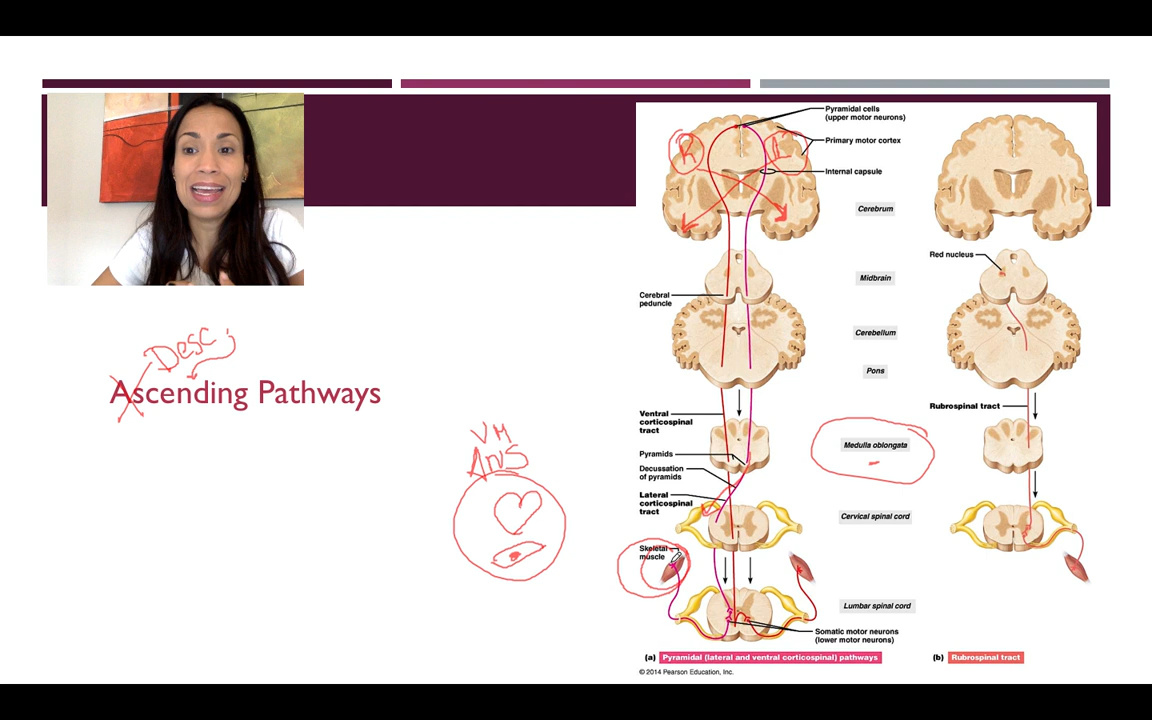 Desc
Ascending Pathways
VM
ANS
R
L
Pyramidal cells
(upper motor neurons)
Primary motor cortex
Internal capsule
Cerebrum
Red nucleus
Midbrain
Cerebral
peduncle
Cerebellum
Pons
Ventral
corticospinal
tract
Rubrospinal tract
Medulla oblongata
Pyramids
Decussation
of pyramids
Lateral
corticospinal
tract
Cervical spinal cord
Skeletal
muscle
Lumbar spinal cord
Somatic motor neurons
(lower motor neurons)
(a) Pyramidal (lateral and ventral corticospinal) pathways
(b) Rubrospinal tract
© 2014 Pearson Education, Inc.